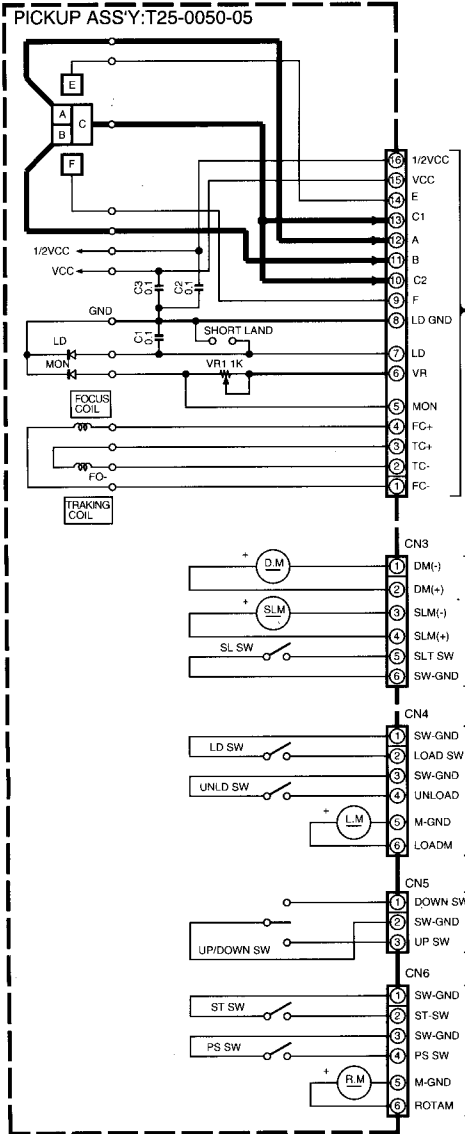 PICKUP ASS'Y:T25-0050-05
E
A
C
B
F
16 1/2VCC
15 VCC
14 E
13 C1
12 A
11 B
10 C2
9 F
8 LD GND
7 LD
6 VR
5 MON
4 FC+
3 TC+
2 TC-
1 FC-
1/2VCC
VCC
C3 0.1
C2 0.1
GND
C1 0.1
SHORT LAND
LD
MON
VR1 1K
FOCUS COIL
FO-
TRAKING COIL
CN3
+ D.M
1 DM(-)
2 DM(+)
+ SLM
3 SLM(-)
4 SLM(+)
SL SW
5 SLT SW
6 SW-GND
CN4
1 SW-GND
LD SW
2 LOAD SW
3 SW-GND
UNLD SW
4 UNLOAD
+ L.M
5 M-GND
6 LOADM
CN5
1 DOWN SW
2 SW-GND
3 UP SW
UP/DOWN SW
CN6
1 SW-GND
ST SW
2 ST-SW
3 SW-GND
PS SW
4 PS SW
+ R.M
5 M-GND
6 ROTAM